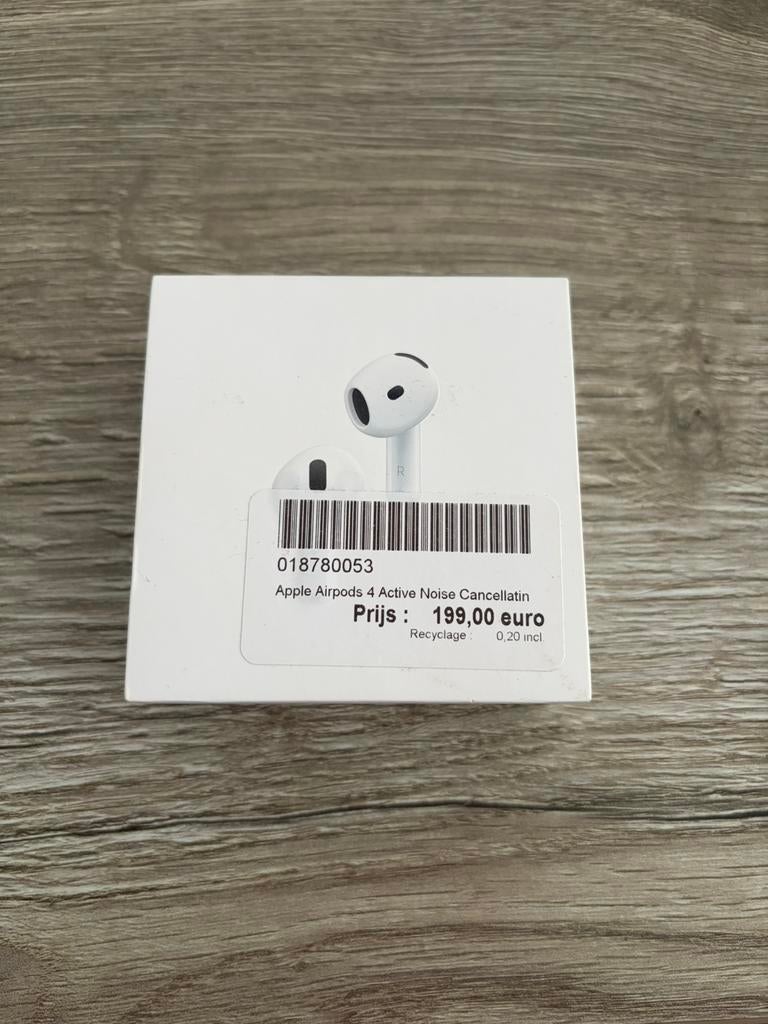 R
018780053
Apple Airpods 4 Active Noise Cancellatin
Prijs : 199,00 euro
Recyclage : 0,20 incl.